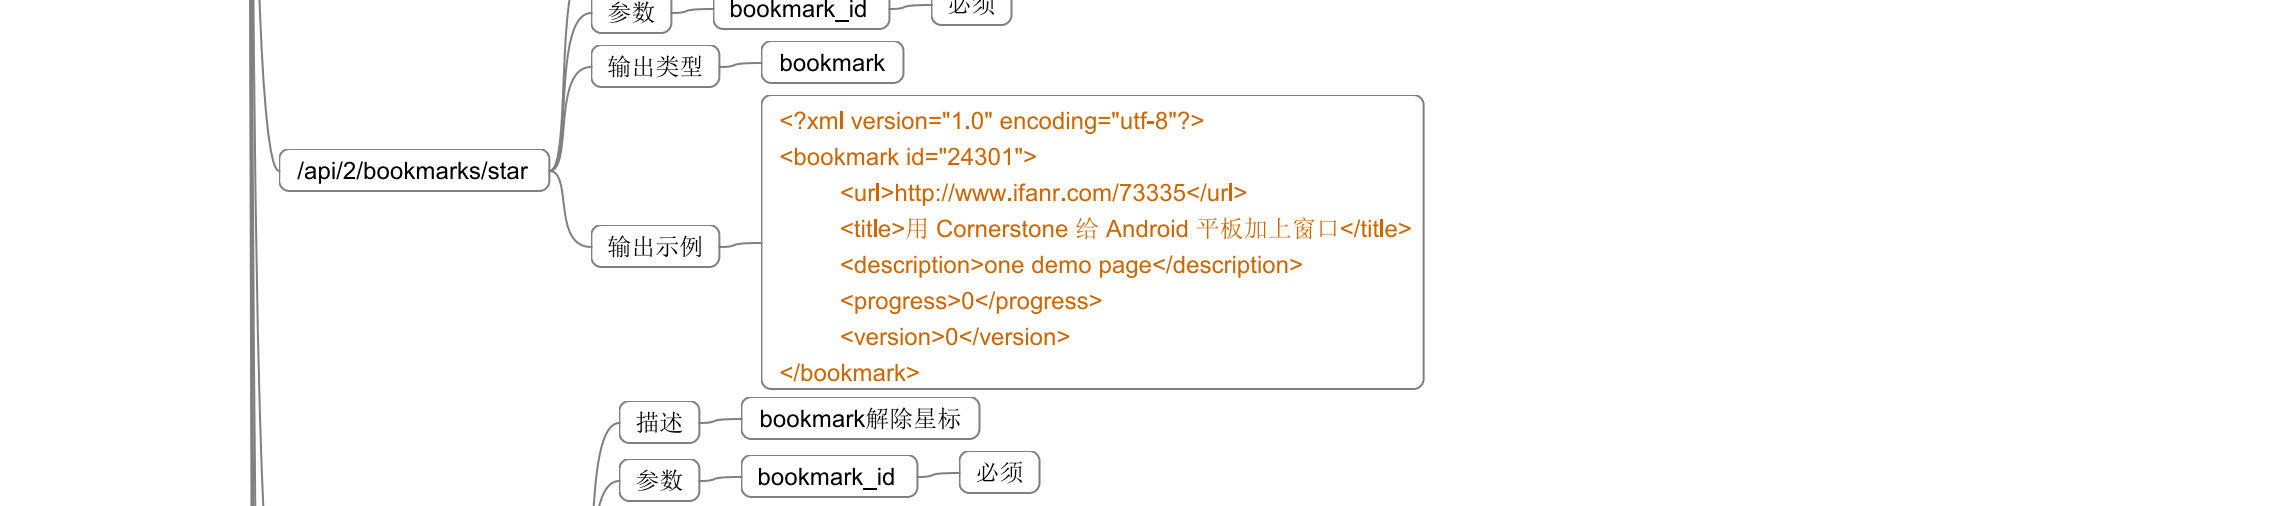 参数
bookmark_id
必须
输出类型
bookmark
/api/2/bookmarks/star
输出示例
<?xml version="1.0" encoding="utf-8"?>
<bookmark id="24301">
<url>http://www.ifanr.com/73335</url>
<title>用 Cornerstone 给 Android 平板加上窗口</title>
<description>one demo page</description>
<progress>0</progress>
<version>0</version>
</bookmark>
描述
bookmark解除星标
参数
bookmark_id
必须